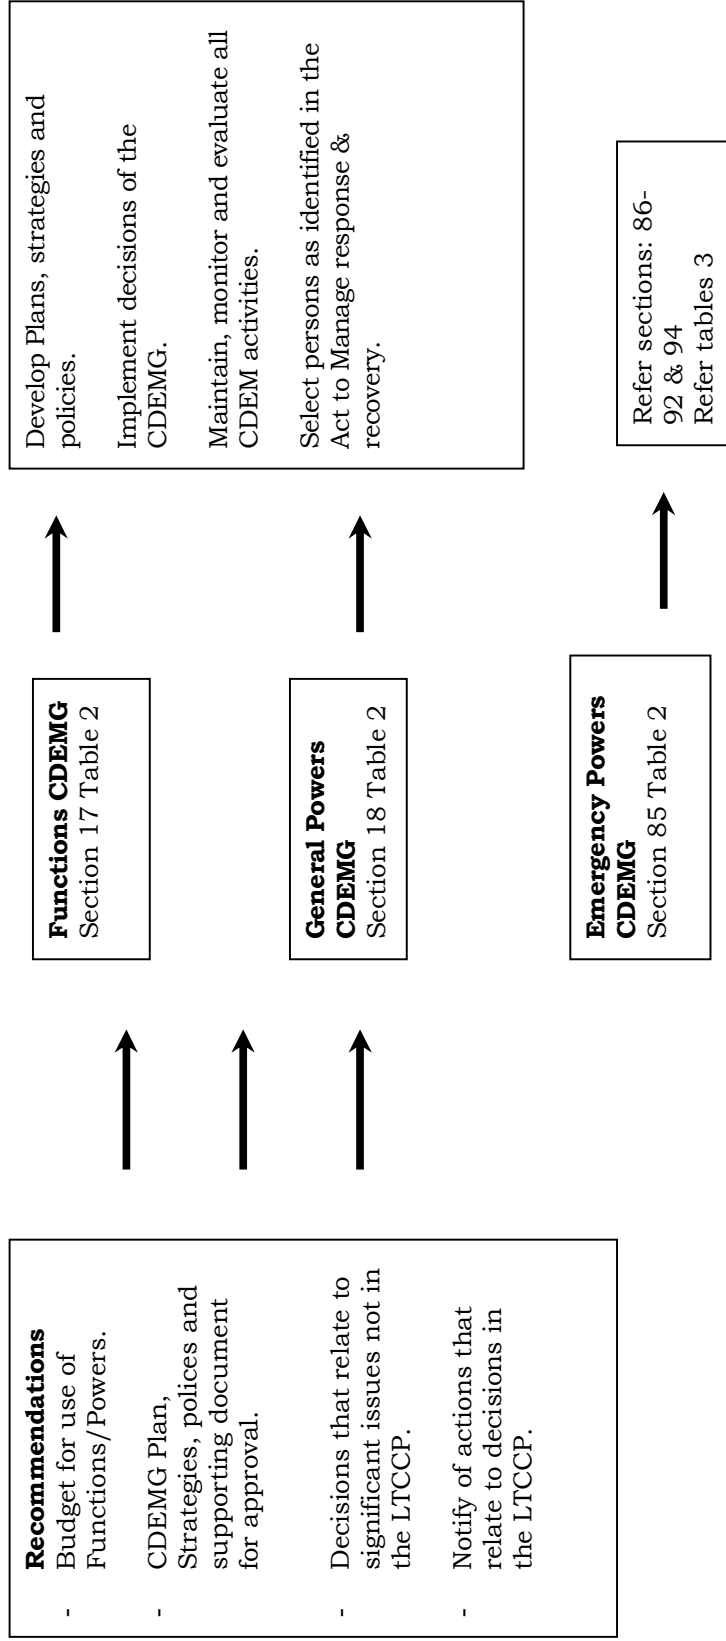 Recommendations
- Budget for use of
Functions/Powers.
- CDEMG Plan,
Strategies, polices and
supporting document
for approval.
- Decisions that relate to
significant issues not in
the LTCCP.
- Notify of actions that
relate to decisions in
the LTCCP.
Functions CDEMG
Section 17 Table 2
General Powers
CDEMG
Section 18 Table 2
Emergency Powers
CDEMG
Section 85 Table 2
Develop Plans, strategies and
policies.
Implement decisions of the
CDEMG.
Maintain, monitor and evaluate all
CDEM activities.
Select persons as identified in the
Act to Manage response &
recovery.
Refer sections: 86-
92 & 94
Refer tables 3